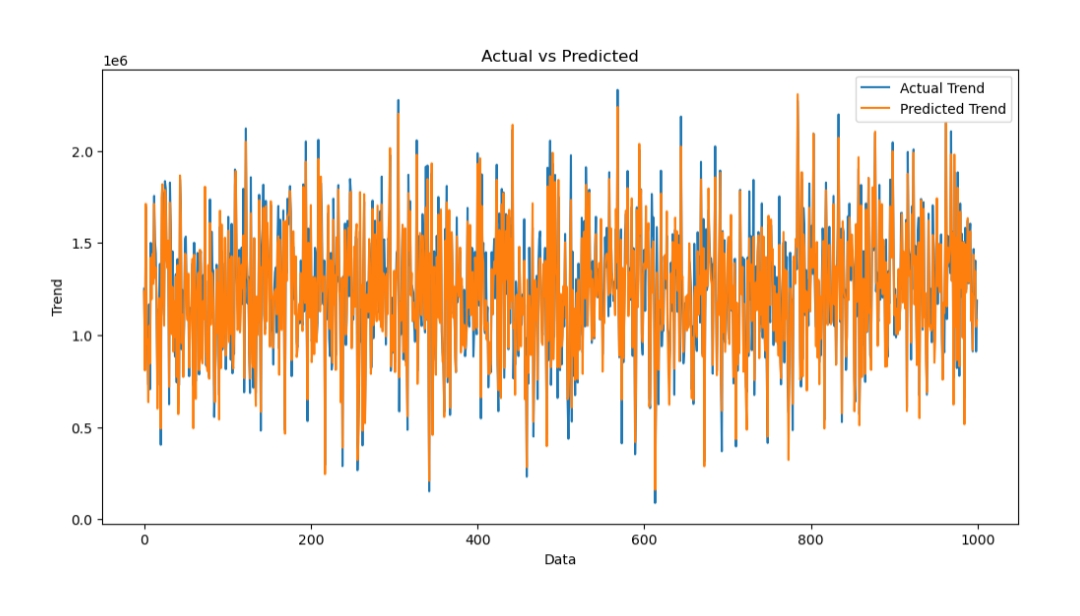 Actual vs Predicted
1e6
Actual Trend
Predicted Trend
2.0
1.5
1.0
0.5
0.0
Trend
0
200
400
600
800
1000
Data